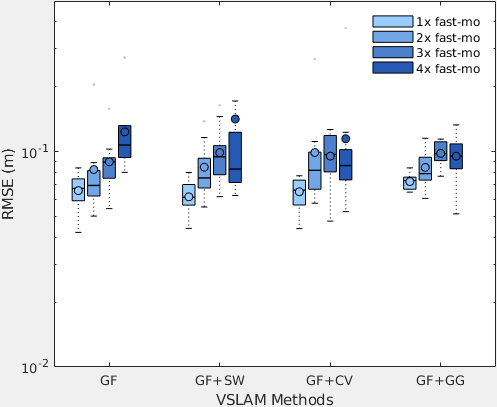 1x fast-mo
2x fast-mo
3x fast-mo
4x fast-mo
RMSE (m)
10⁻¹
10⁻²
GF
GF+SW
GF+CV
GF+GG
VSLAM Methods